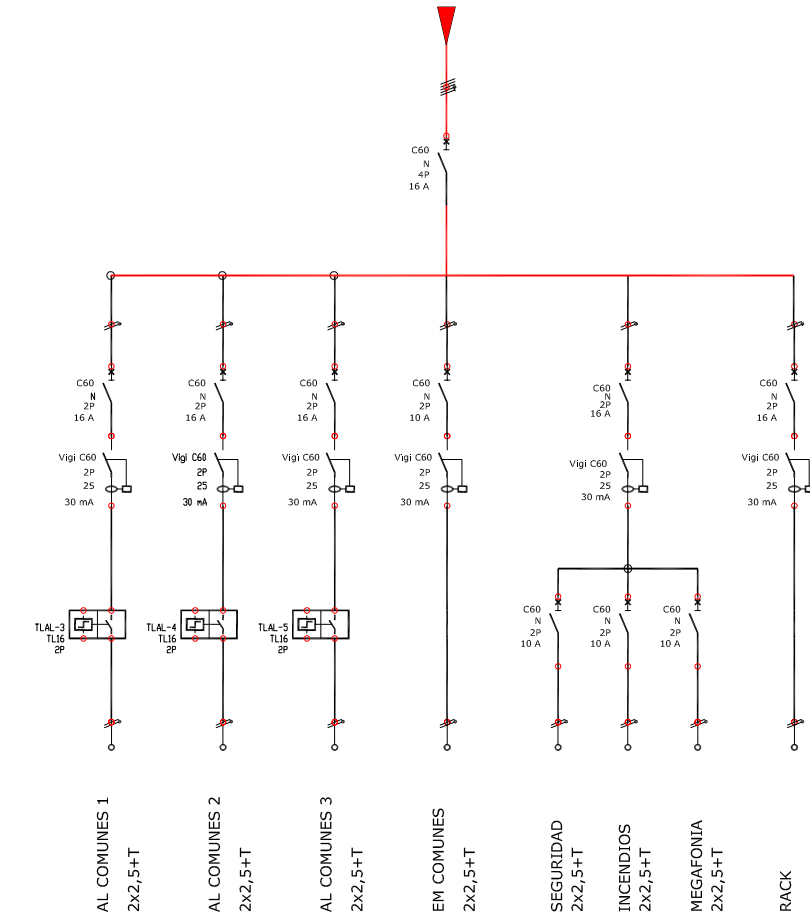 C60
N
4P
16 A
C60
N
2P
16 A
C60
N
2P
16 A
C60
N
2P
16 A
C60
N
2P
10 A
C60
N
2P
16 A
C60
N
2P
16 A
Vigi C60
2P
25
30 mA
Vigi C60
2P
25
30 mA
Vigi C60
2P
25
30 mA
Vigi C60
2P
25
30 mA
Vigi C60
2P
25
30 mA
Vigi C60
2P
25
30 mA
TLAL-3
TL16
2P
TLAL-4
TL16
2P
TLAL-5
TL16
2P
C60
N
2P
10 A
C60
N
2P
10 A
C60
N
2P
10 A
AL COMUNES 1
2x2,5+T
AL COMUNES 2
2x2,5+T
AL COMUNES 3
2x2,5+T
EM COMUNES
2x2,5+T
SEGURIDAD
2x2,5+T
INCENDIOS
2x2,5+T
MEGAFONIA
2x2,5+T
RACK